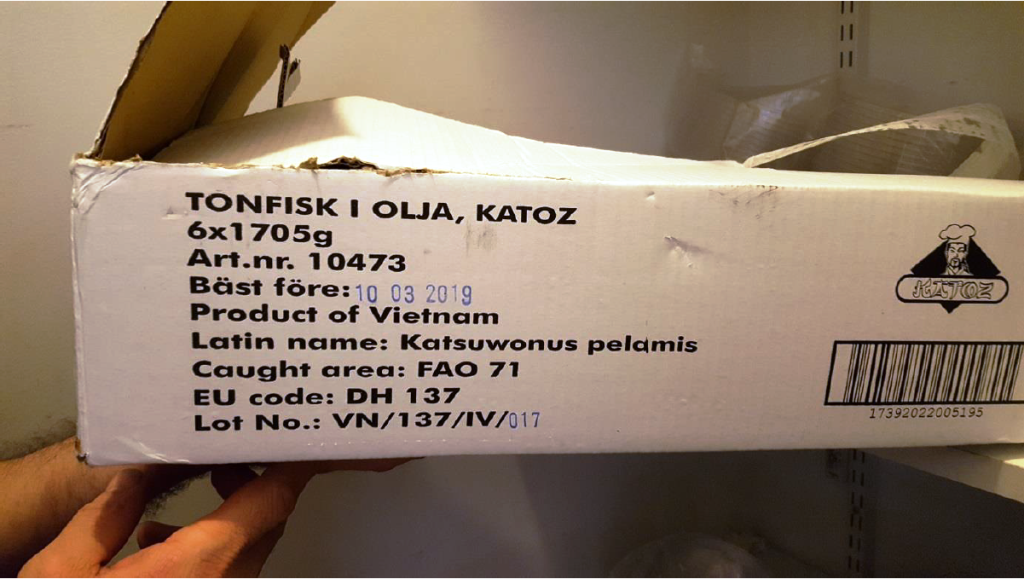 TONFISK I OLJA, KATOZ
6x1705g
Art.nr. 10473
Bäst före: 10 03 2019
Product of Vietnam
Latin name: Katsuwonus pelamis
Caught area: FAO 71
EU code: DH 137
Lot No.: VN/137/IV/017
KATOZ
17392022005195